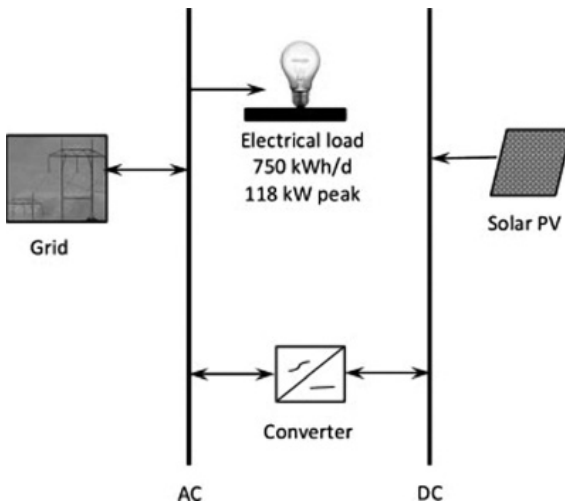 Electrical load
750 kWh/d
118 kW peak
Grid
Solar PV
Converter
AC
DC